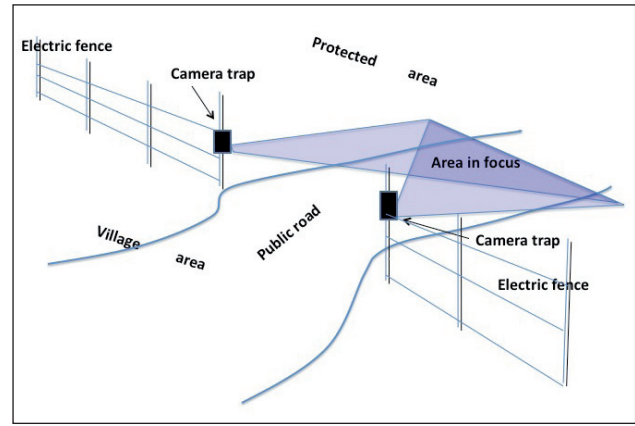 Electric fence
Protected area
Camera trap
Area in focus
Village area
Public road
Camera trap
Electric fence